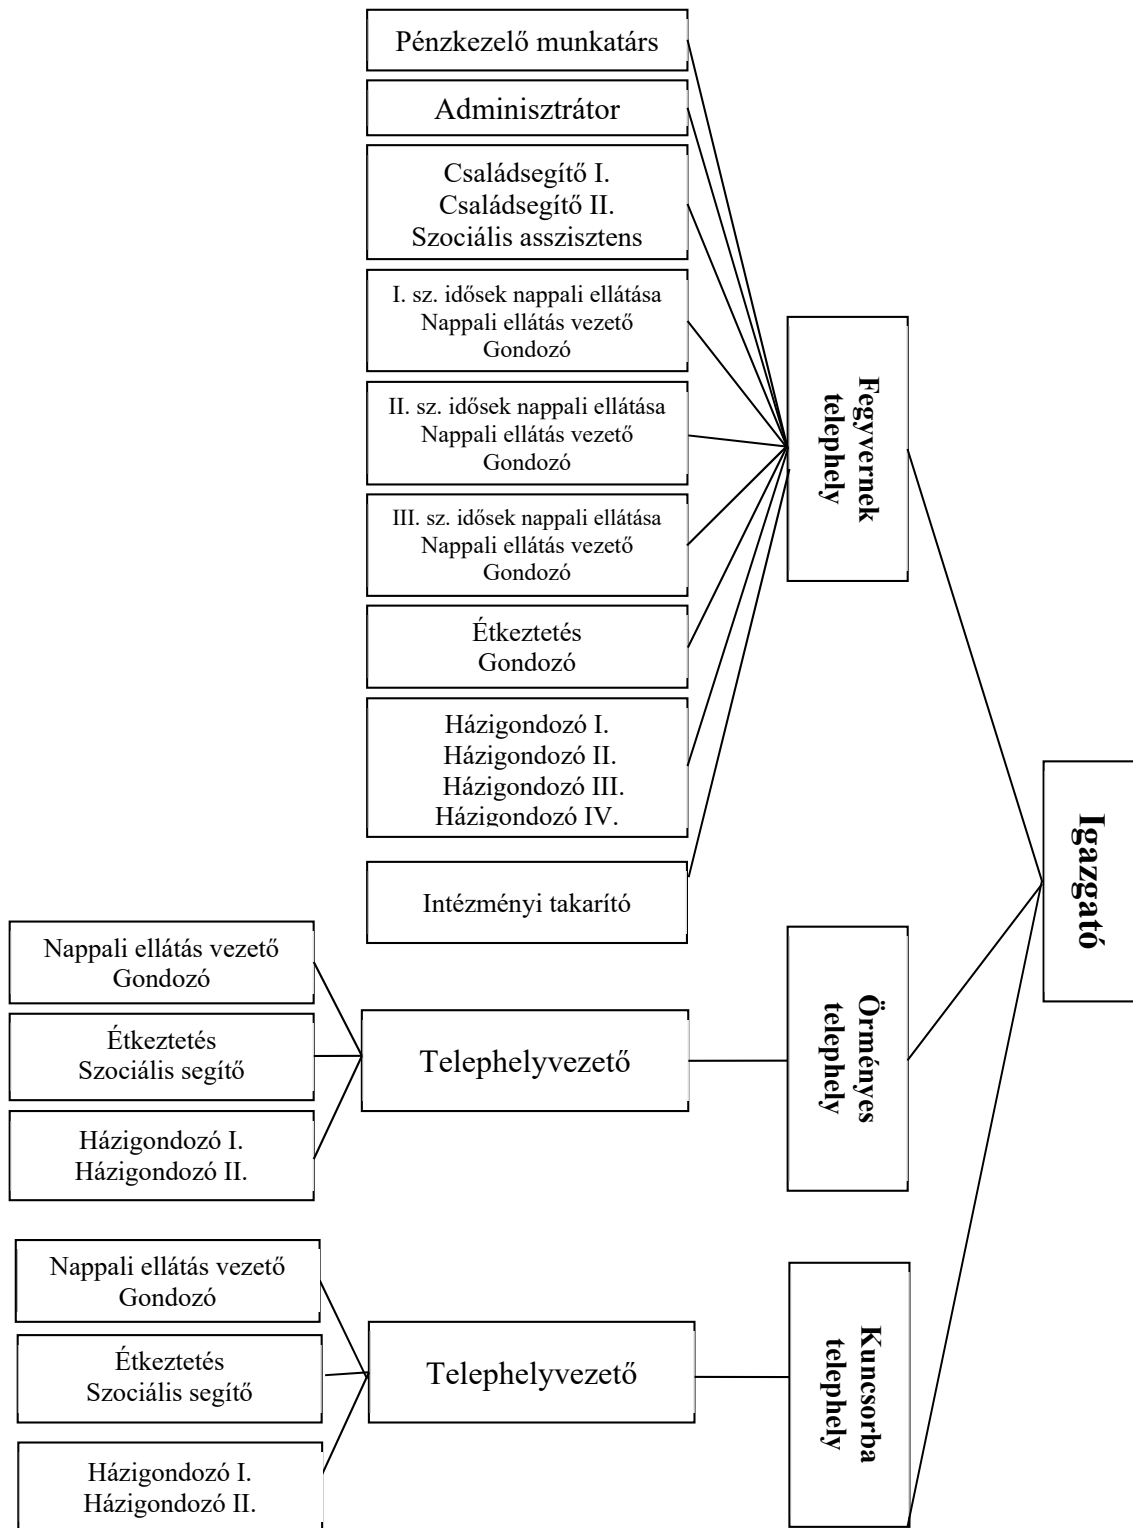 Pénzkezelő munkatárs
Adminisztrátor
Családsegítő I.
Családsegítő II.
Szociális asszisztens
I. sz. idősek nappali ellátása
Nappali ellátás vezető
Gondozó
II. sz. idősek nappali ellátása
Nappali ellátás vezető
Gondozó
III. sz. idősek nappali ellátása
Nappali ellátás vezető
Gondozó
Étkeztetés
Gondozó
Házigondozó I.
Házigondozó II.
Házigondozó III.
Házigondozó IV.
Intézményi takarító
Fegyvernek
telephely
Igazgató
Nappali ellátás vezető
Gondozó
Étkeztetés
Szociális segítő
Házigondozó I.
Házigondozó II.
Telephelyvezető
Örményes
telephely
Nappali ellátás vezető
Gondozó
Étkeztetés
Szociális segítő
Házigondozó I.
Házigondozó II.
Telephelyvezető
Kuncsorba
telephely